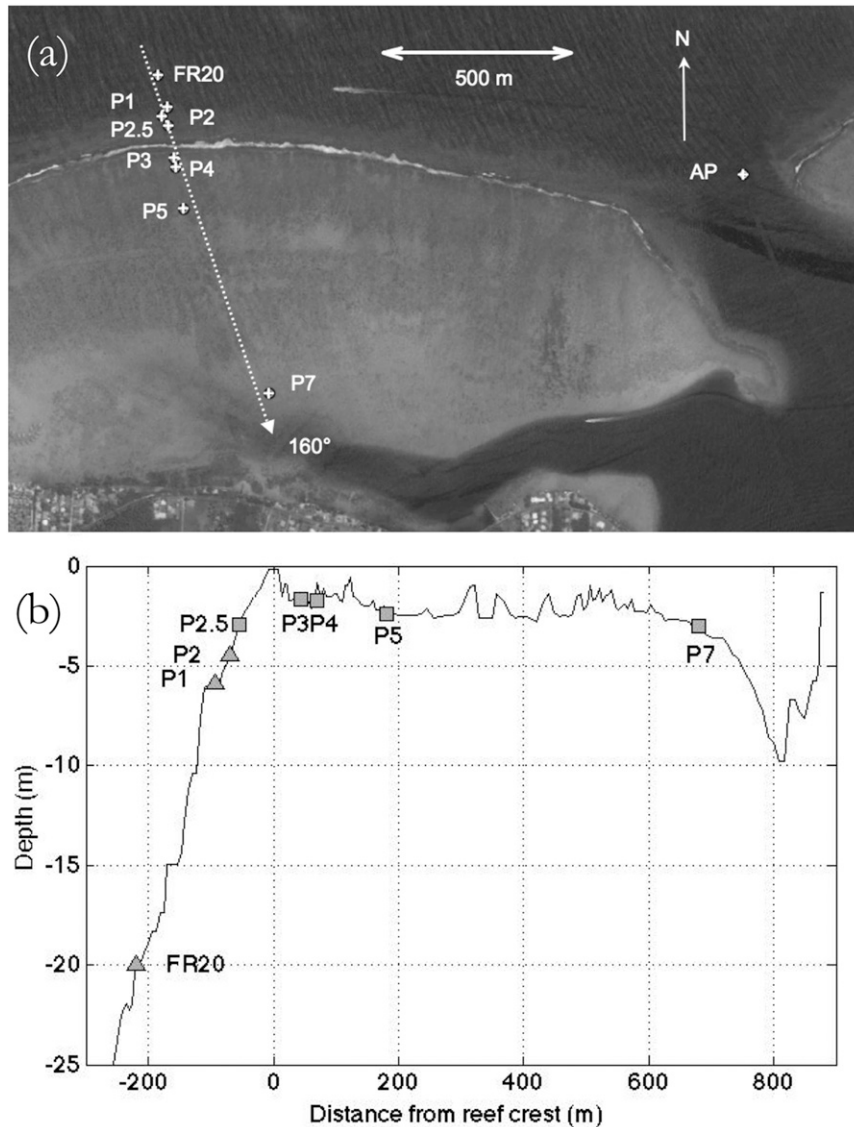 (a)
FR20
P1
P2
P2.5
P3
P4
P5
P7
160°
500 m
N
AP
(b)
0
-5
-10
-15
-20
-25
Depth (m)
P2.5
P2
P1
P3P4
P5
P7
FR20
-200
0
200
400
600
800
Distance from reef crest (m)